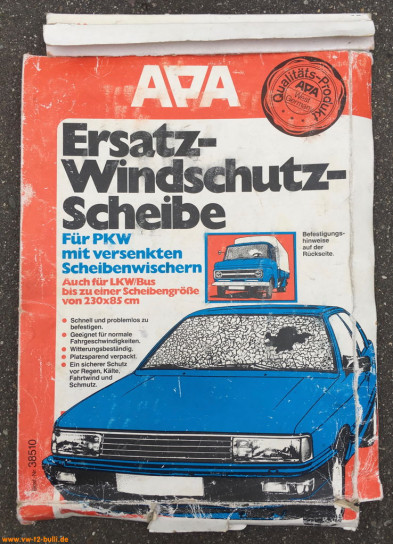 APA
Qualitäts-Produkt
APA
West
Germany
Ersatz-
Windschutz-
Scheibe
Für PKW
mit versenkten
Scheibenwischern
Auch für LKW/Bus
bis zu einer Scheibengröße
von 230x85 cm
Befestigungs-
hinweise
auf der
Rückseite.
Schnell und problemlos zu
befestigen.
Geeignet für normale
Fahrgeschwindigkeiten.
Witterungsbeständig.
Platzsparend verpackt.
Ein sicherer Schutz
vor Regen, Kälte,
Fahrtwind und
Schmutz.
38510
www.vw-t2-bulli.de